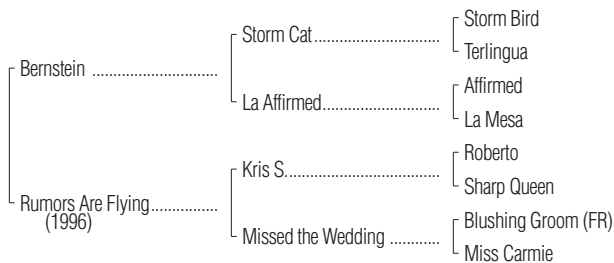 Storm Bird
Storm Cat..................................
Terlingua
Bernstein ..................................
Affirmed
La Affirmed................................
La Mesa
Roberto
Kris S.........................................
Sharp Queen
Rumors Are Flying..................
(1996)
Blushing Groom (FR)
Missed the Wedding .............
Miss Carmie